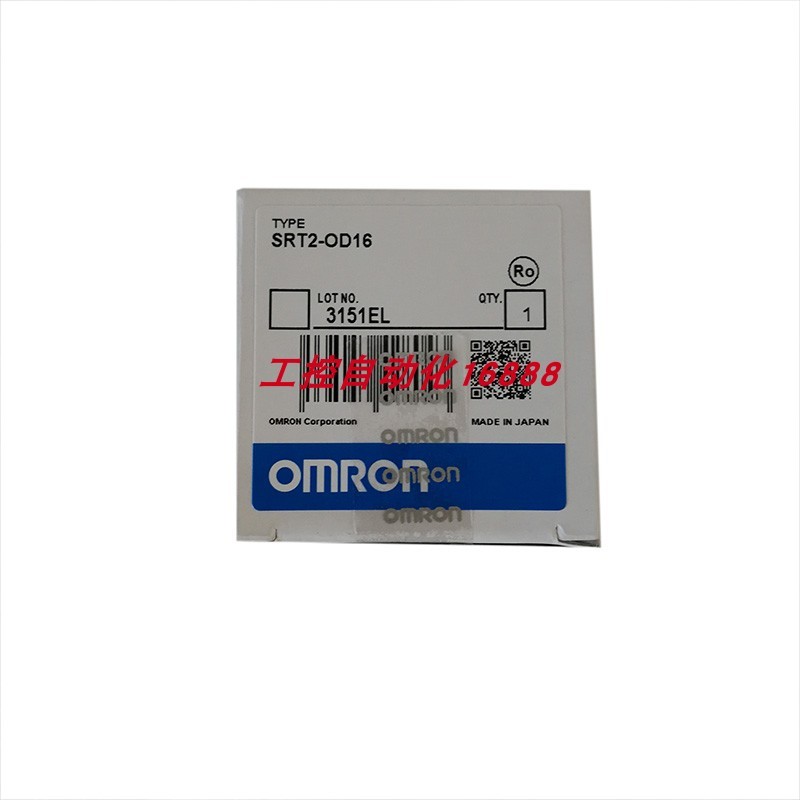 TYPE
SRT2-OD16
Ro
LOT NO. QTY.
3151EL 1
工控自动化16888
OMRON
OMRON Corporation MADE IN JAPAN
OMRON
OMRON OMRON
OMRON